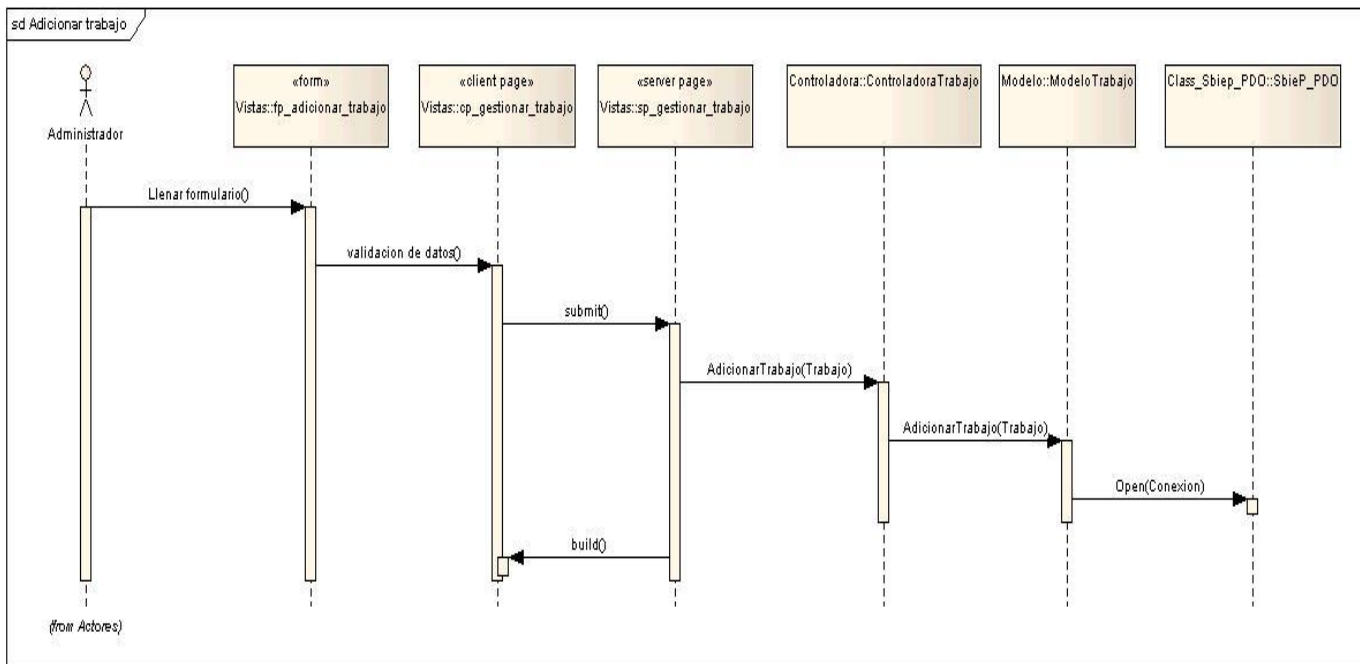 sd Adicionar trabajo
Administrador
«form»
Vistas::fp_adicionar_trabajo
«client page»
Vistas::cp_gestionar_trabajo
«server page»
Vistas::sp_gestionar_trabajo
Controladora::ControladoraTrabajo
Modelo::ModeloTrabajo
Class_Sbiep_PDO::SbieP_PDO
Llenar formulario()
validacion de datos()
submit()
AdicionarTrabajo(Trabajo)
AdicionarTrabajo(Trabajo)
Open(Conexion)
build()
(from Actores)